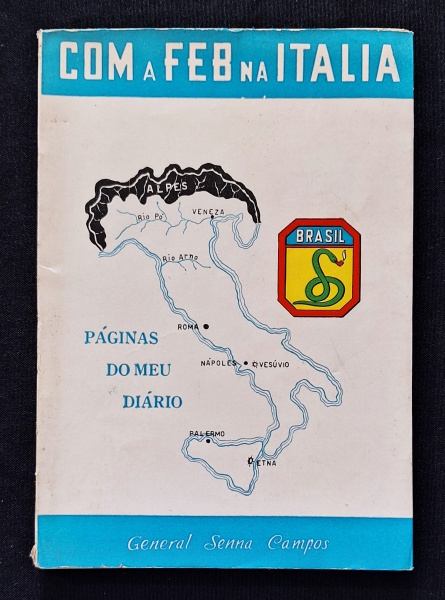 COM A FEB NA ITALIA
ALPES
Rio Pó
VENEZA
BRASIL
Rio Arno
ROMA
PÁGINAS
DO MEU
DIÁRIO
NÁPOLES
VESÚVIO
PALERMO
ETNA
General Senna Campos